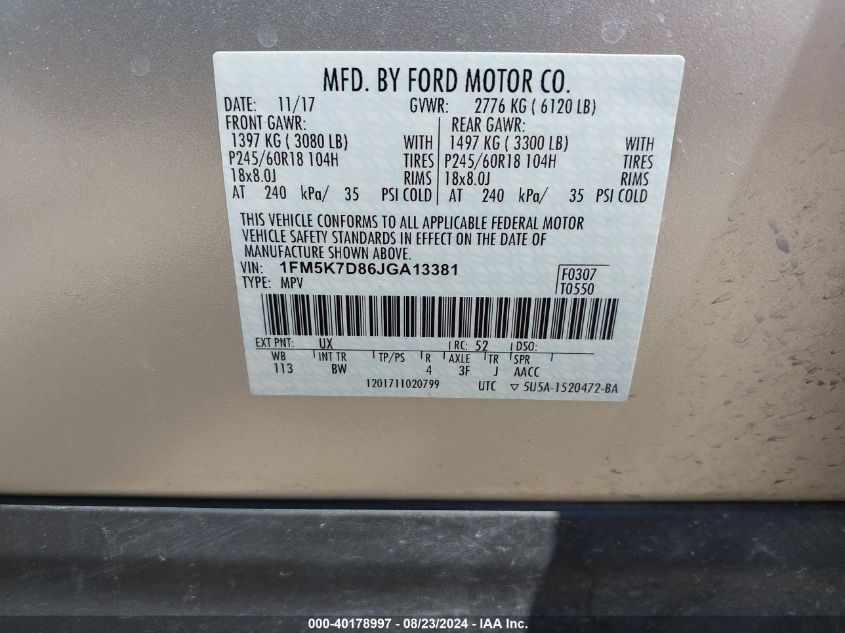 MFD. BY FORD MOTOR CO.
DATE: 11/17 GVWR: 2776 KG ( 6120 LB)
FRONT GAWR: REAR GAWR:
1397 KG ( 3080 LB) WITH 1497 KG ( 3300 LB) WITH
P245/60R18 104H TIRES P245/60R18 104H TIRES
18x8.0J RIMS 18x8.0J RIMS
AT 240 kPa/ 35 PSI COLD AT 240 kPa/ 35 PSI COLD
THIS VEHICLE CONFORMS TO ALL APPLICABLE FEDERAL MOTOR
VEHICLE SAFETY STANDARDS IN EFFECT ON THE DATE OF
MANUFACTURE SHOWN ABOVE.
VIN: 1FM5K7D86JGA13381 F0307
TYPE: MPV T0550
EXT PNT: UX RC: 52 DSO:
WB INT TR TP/PS R AXLE TR SPR
113 BW 4 3F J AACC
1201711020799 UTC ▽ 5U5A-1520472-BA
000-40178997 - 08/23/2024 - IAA Inc.